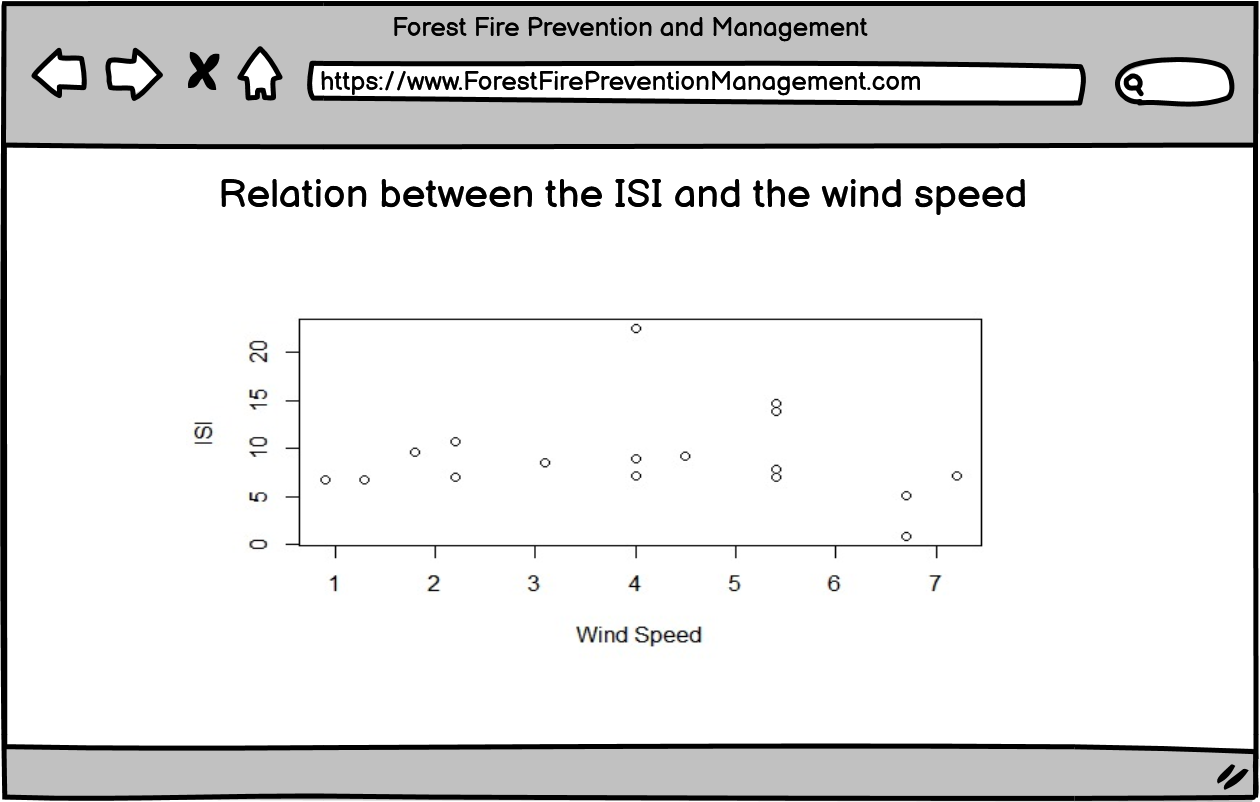 Forest Fire Prevention and Management
https://www.ForestFirePreventionManagement.com
Relation between the ISI and the wind speed
ISI
20
15
10
5
0
1 2 3 4 5 6 7
Wind Speed